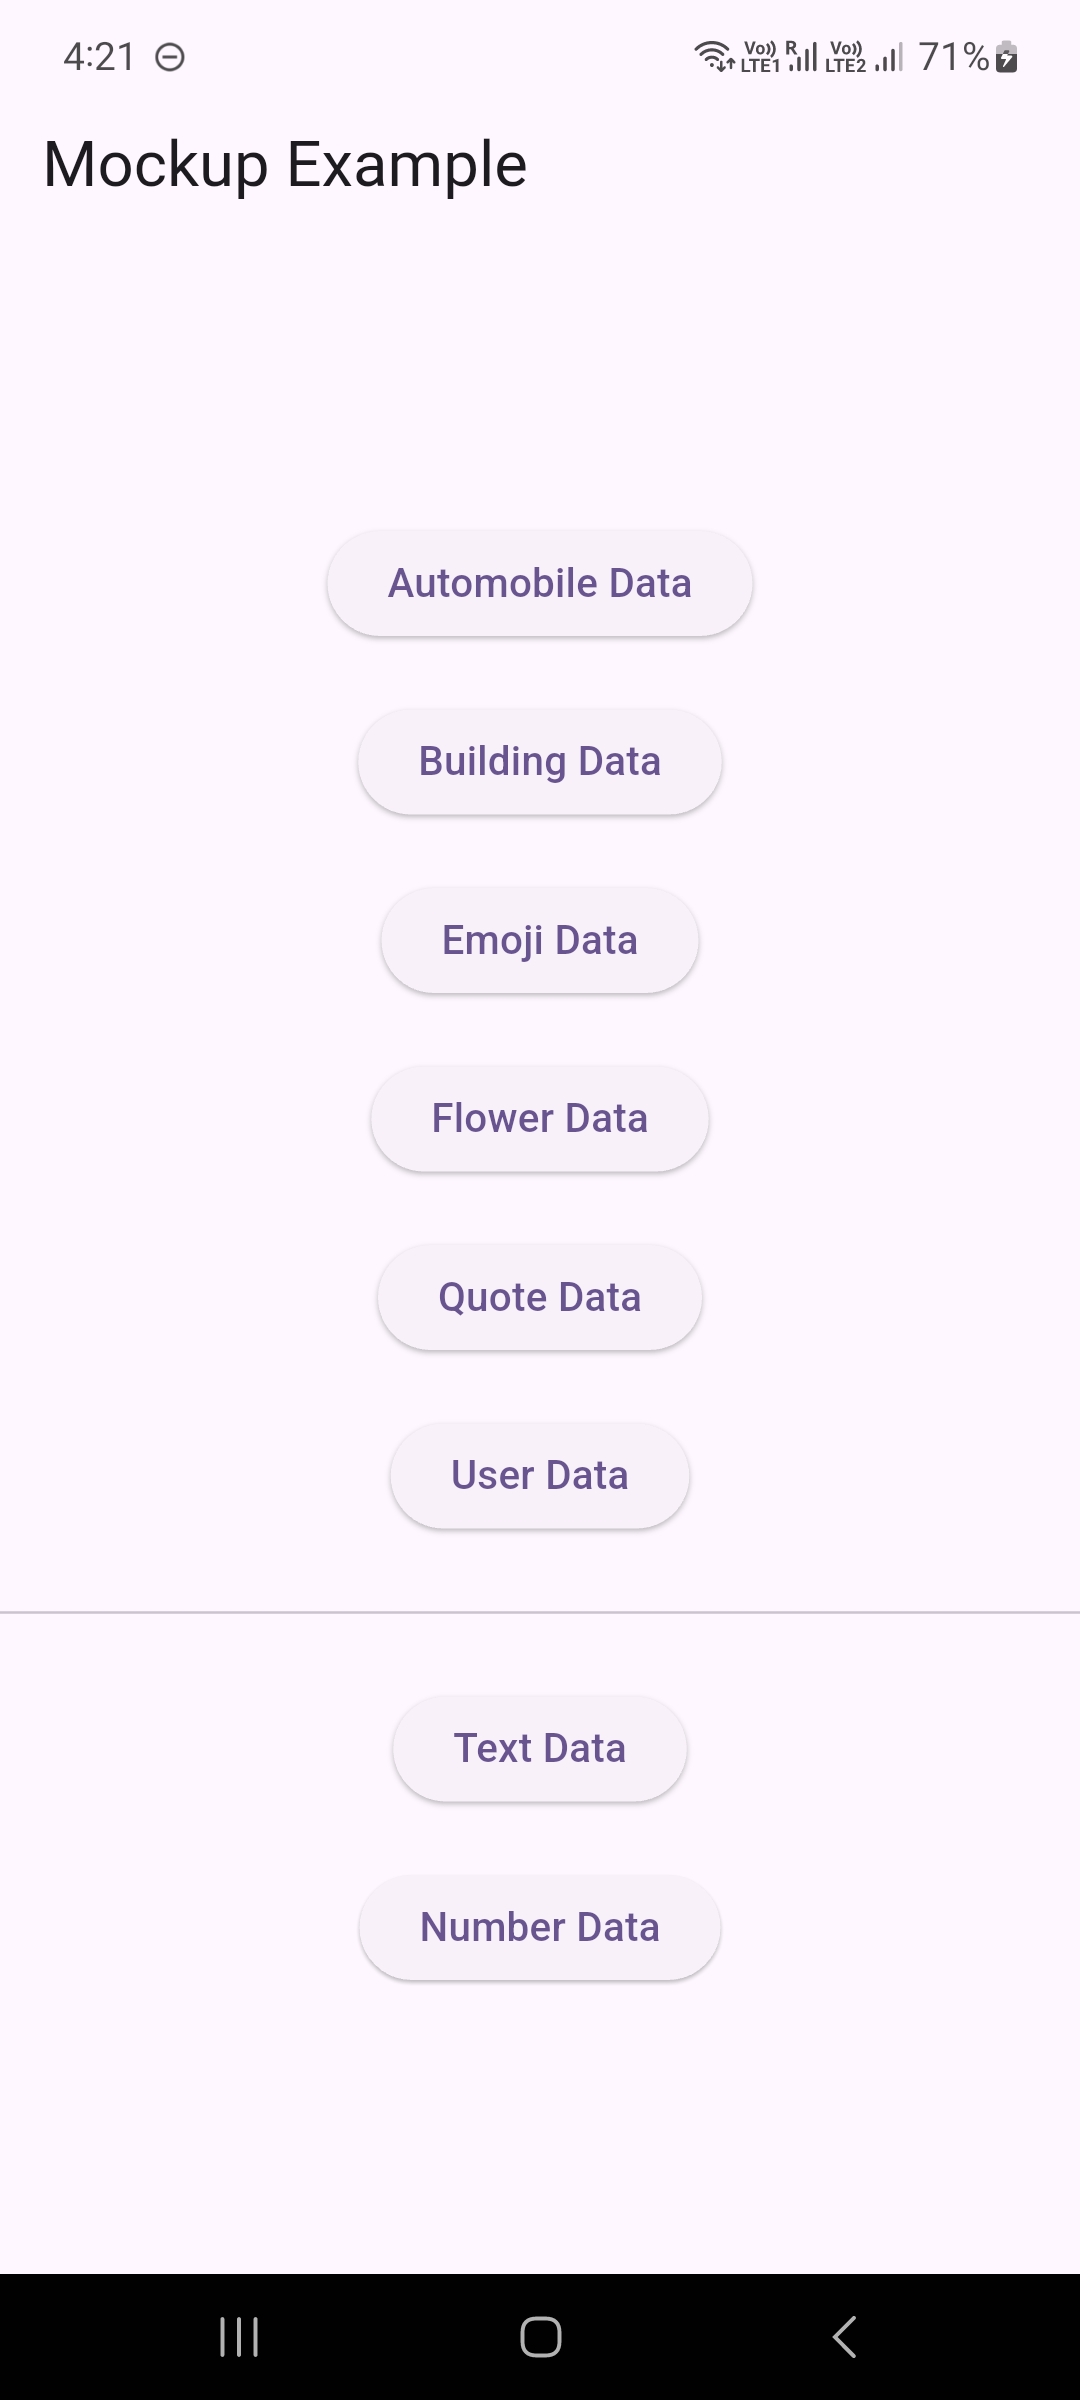 4:21 Vo)) R Vo)) 71%
LTE1 LTE2
Mockup Example
Automobile Data
Building Data
Emoji Data
Flower Data
Quote Data
User Data
Text Data
Number Data